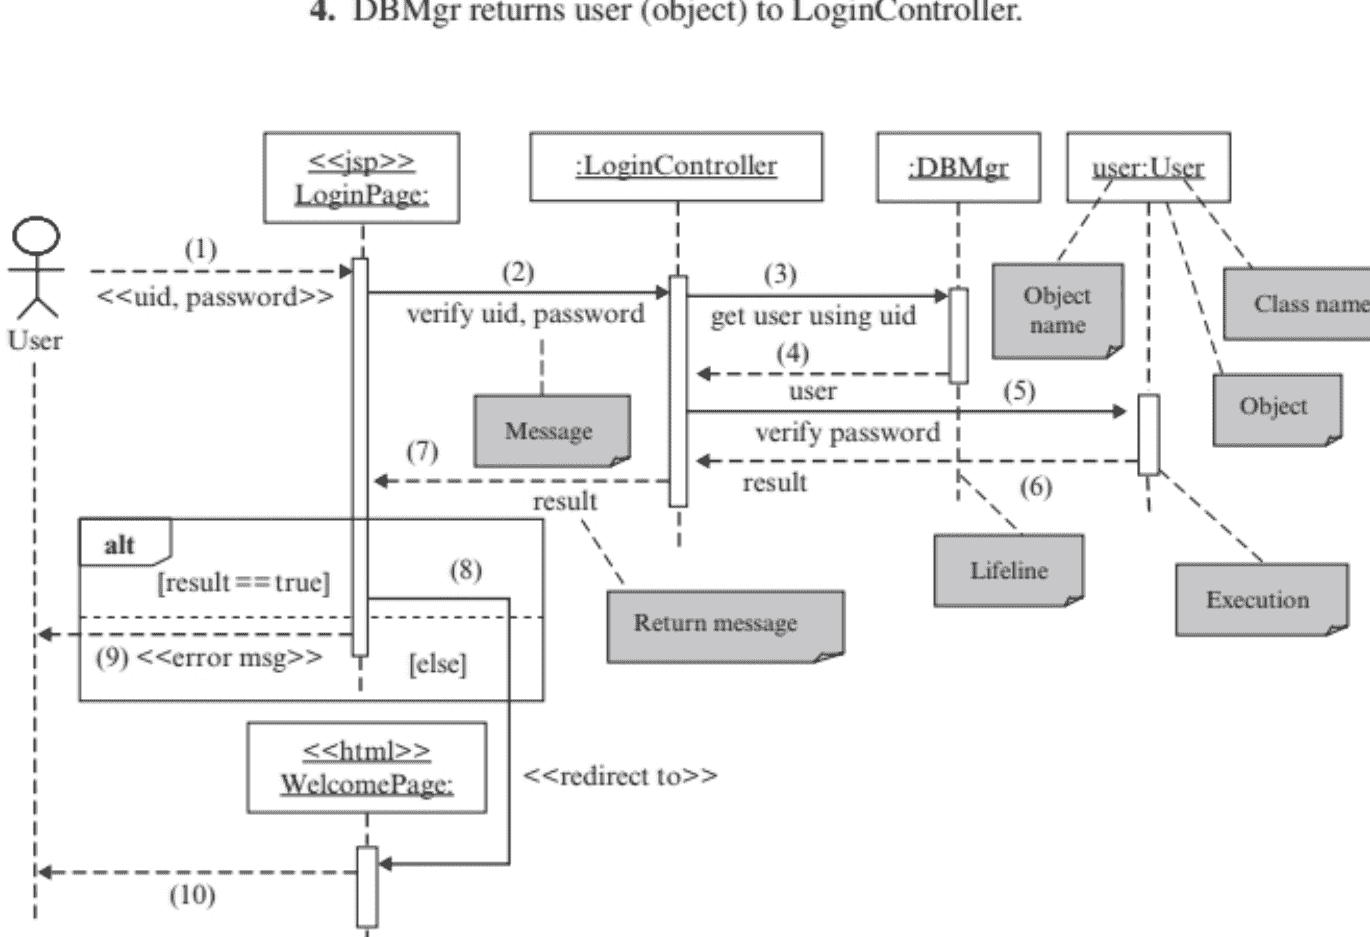 4. DBMgr returns user (object) to LoginController.
<<jsp>>
LoginPage:
:LoginController
:DBMgr
user:User
(1)
<<uid, password>>
User
(2)
verify uid, password
(3)
get user using uid
Object
name
Class name
(4)
user
(5)
Object
Message
verify password
(7)
result
(6)
result
alt
[result==true]
(8)
Lifeline
Execution
Return message
(9) <<error msg>>
[else]
<<html>>
WelcomePage:
<<redirect to>>
(10)